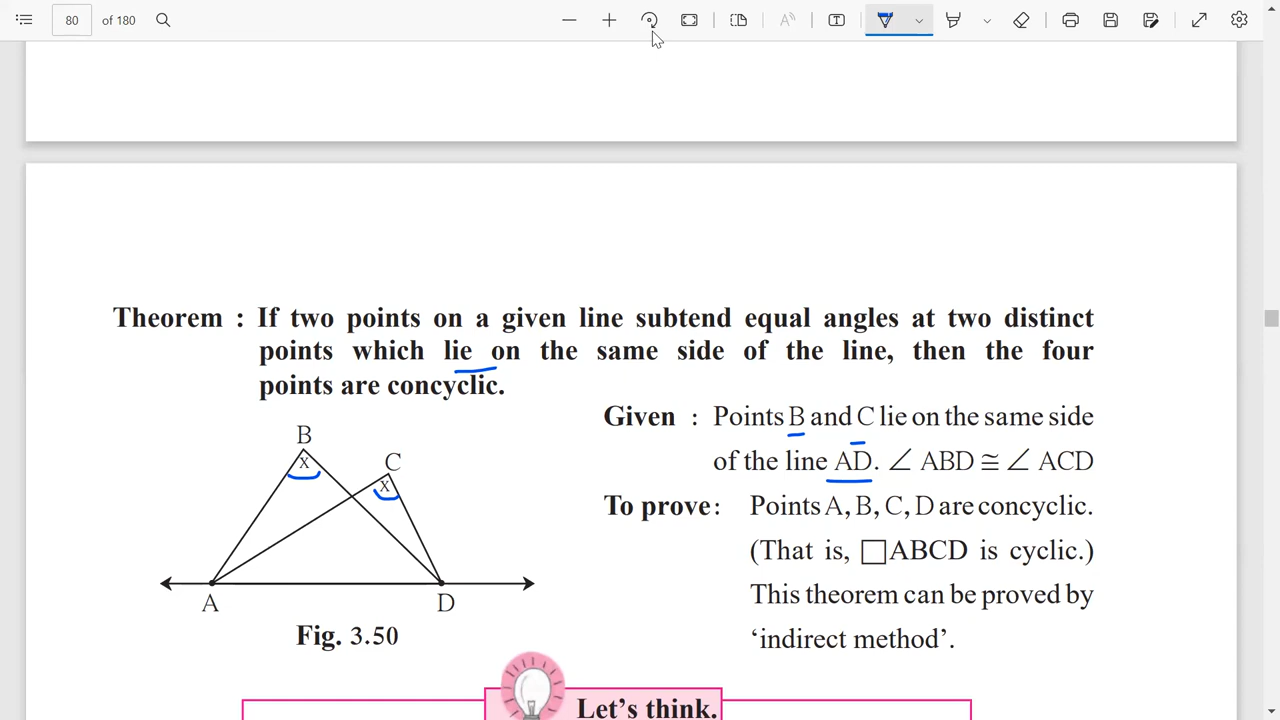 80 of 180
Theorem : If two points on a given line subtend equal angles at two distinct
points which lie on the same side of the line, then the four
points are concyclic.
Given : Points B and C lie on the same side
of the line AD. ∠ ABD ≅ ∠ ACD
To prove: Points A, B, C, D are concyclic.
(That is, □ABCD is cyclic.)
This theorem can be proved by
‘indirect method’.
B
x
C
x
A
D
Fig. 3.50
Let’s think.